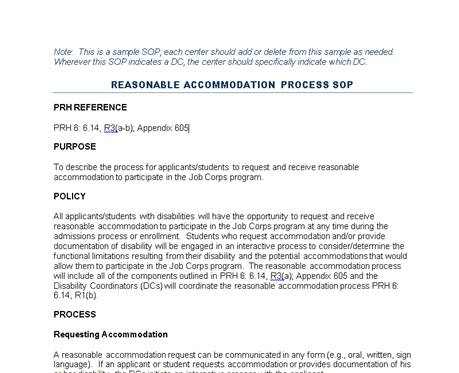 Note: This is a sample SOP; each center should add or delete from this sample as needed.
Wherever this SOP indicates a DC, the center should specifically indicate which DC.
REASONABLE ACCOMMODATION PROCESS SOP
PRH REFERENCE
PRH 6: 6.14, R3(a-b); Appendix 605
PURPOSE
To describe the process for applicants/students to request and receive reasonable
accommodation to participate in the Job Corps program.
POLICY
All applicants/students with disabilities will have the opportunity to request and receive
reasonable accommodation to participate in the Job Corps program at any time during the
admissions process or enrollment. Students who request accommodation and/or provide
documentation of disability will be engaged in an interactive process to consider/determine the
functional limitations resulting from their disability and the potential accommodations that would
allow them to participate in the Job Corps program. The reasonable accommodation process
will include all of the components outlined in PRH 6: 6.14, R3(a); Appendix 605 and the
Disability Coordinators (DCs) will coordinate the reasonable accommodation process PRH 6:
6.14, R1(b).
PROCESS
Requesting Accommodation
A reasonable accommodation request can be communicated in any form (e.g., oral, written, sign
language). If an applicant or student requests accommodation or provides documentation of his